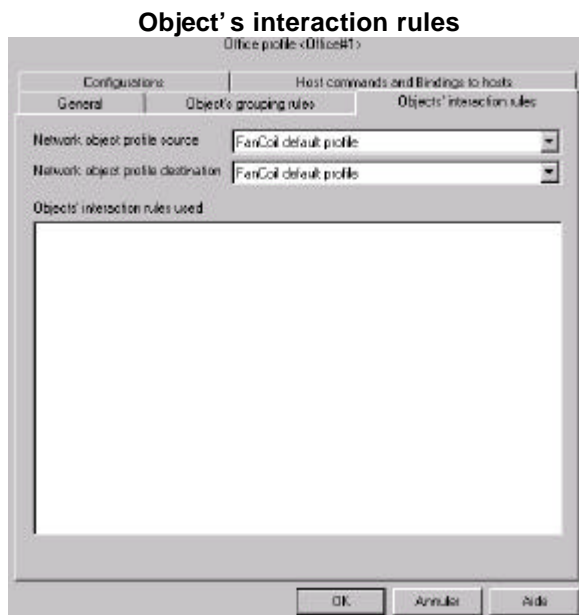 Object's interaction rules
Office profile <Office#1>
Configurations
Host commands and Bindings to hosts
General
Object's grouping rules
Objects' interaction rules
Network object profile source
FanCoil default profile
Network object profile destination
FanCoil default profile
Objects' interaction rules used
OK
Annuler
Aide